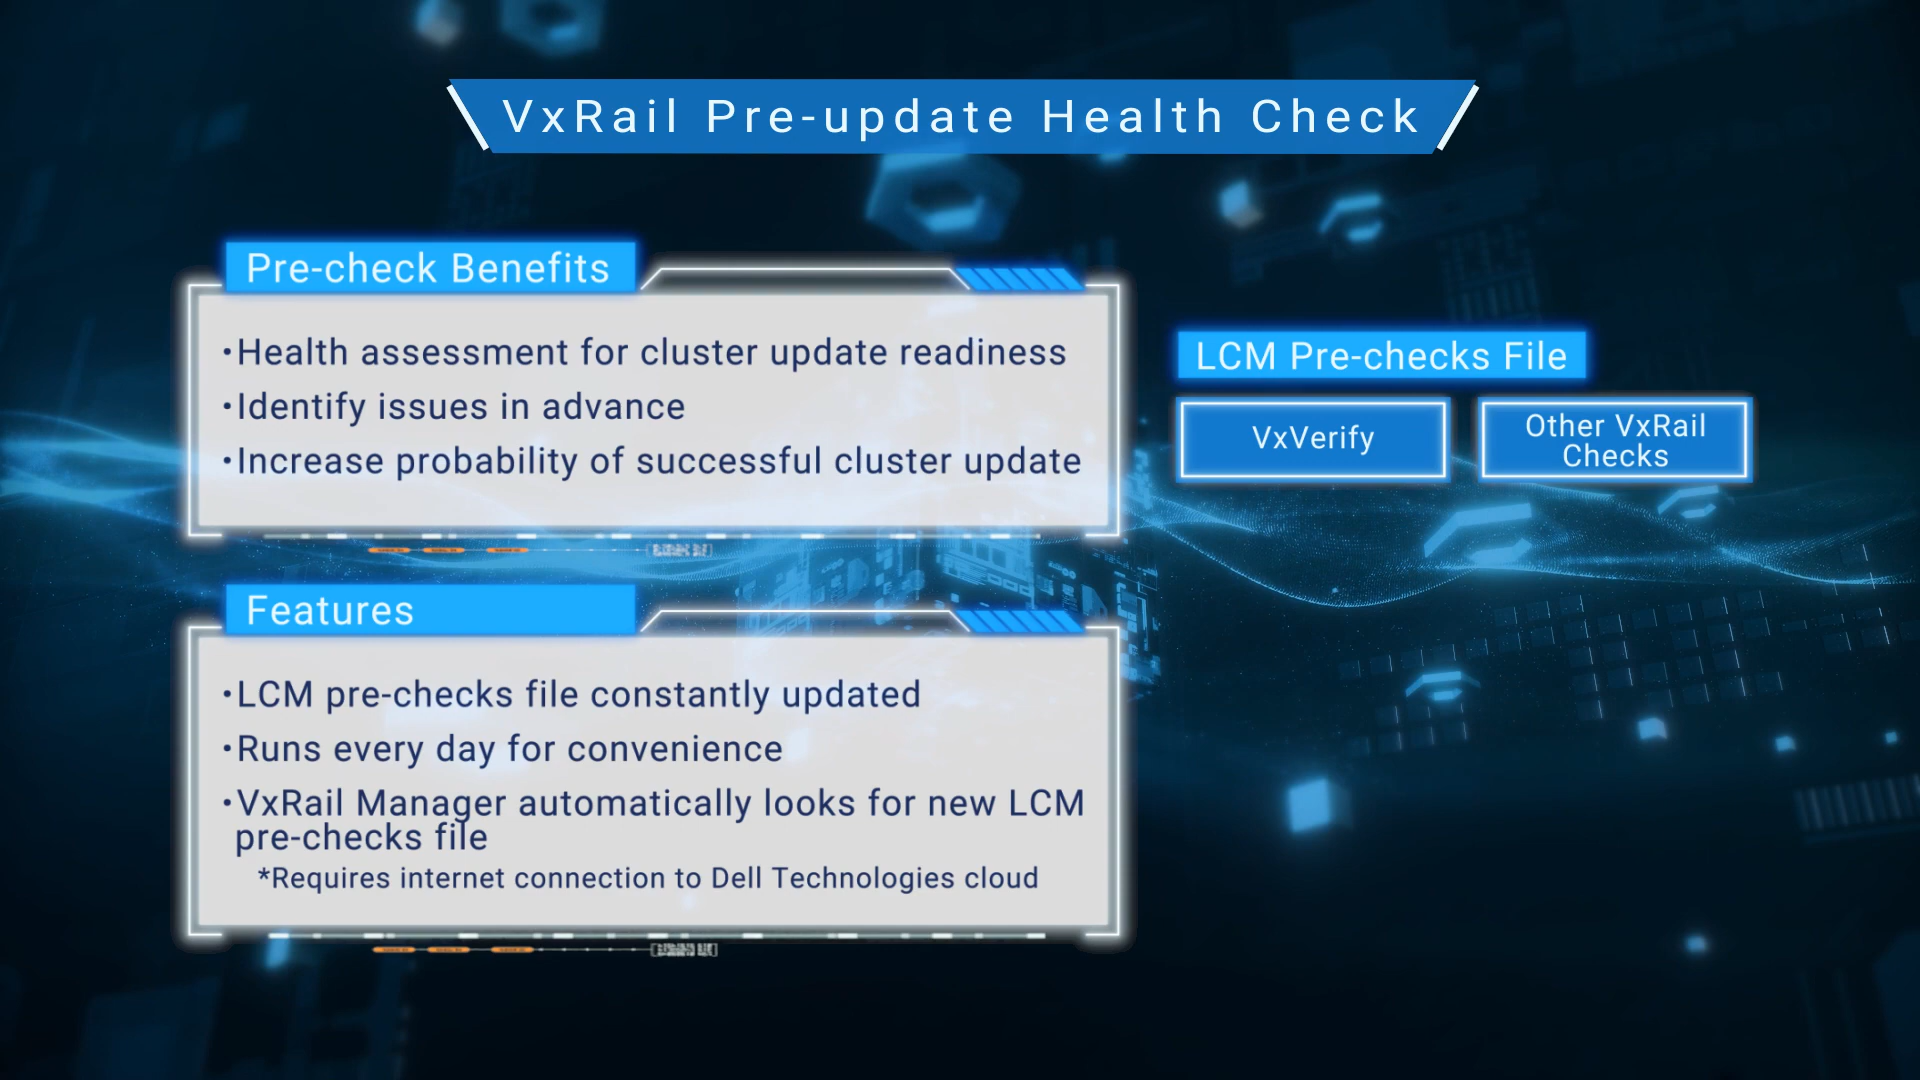 VxRail Pre-update Health Check
Pre-check Benefits
•Health assessment for cluster update readiness
•Identify issues in advance
•Increase probability of successful cluster update
LCM Pre-checks File
VxVerify
Other VxRail
Checks
Features
•LCM pre-checks file constantly updated
•Runs every day for convenience
•VxRail Manager automatically looks for new LCM
pre-checks file
*Requires internet connection to Dell Technologies cloud